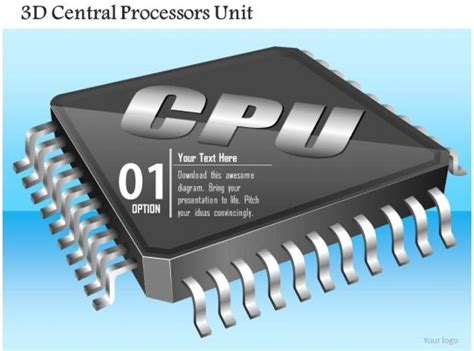 3D Central Processors Unit
CPU
01
OPTION
Your Text Here
Download this awesome
diagram. Bring your
presentation to life. Pitch
your ideas convincingly.
Your logo